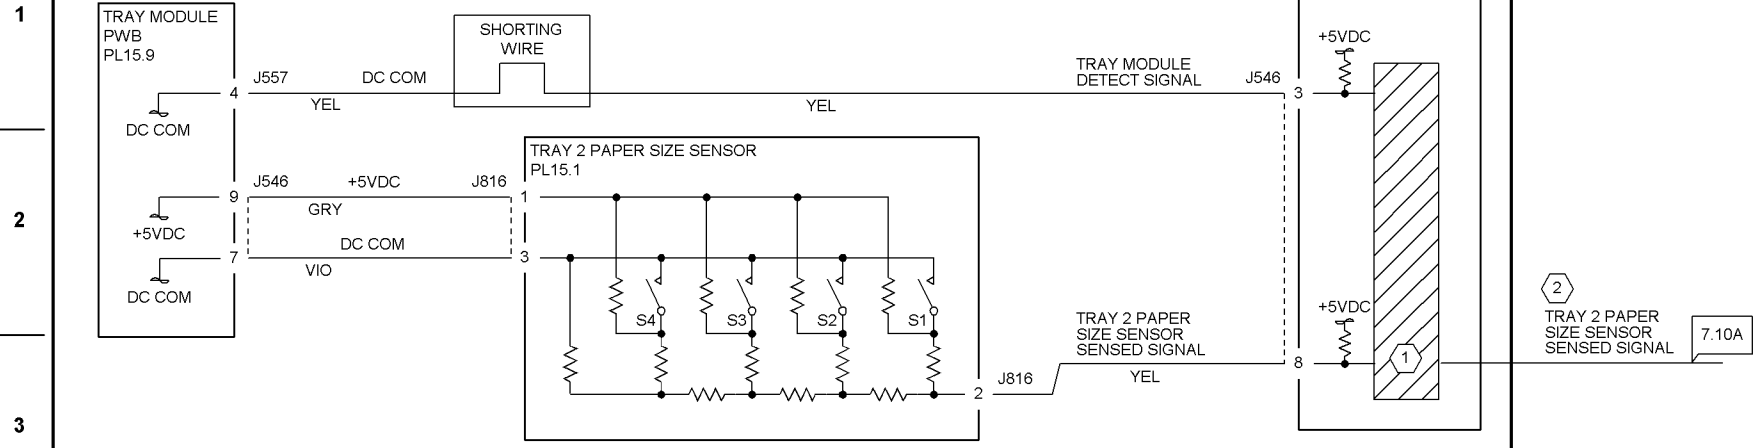 1
TRAY MODULE
PWB
PL15.9
4
J557
DC COM
YEL
DC COM
SHORTING
WIRE
YEL
TRAY MODULE
DETECT SIGNAL
J546
3
+5VDC
2
9
J546
+5VDC
GRY
J816
1
+5VDC
7
DC COM
VIO
3
DC COM
TRAY 2 PAPER SIZE SENSOR
PL15.1
S4
S3
S2
S1
2
J816
TRAY 2 PAPER
SIZE SENSOR
SENSED SIGNAL
YEL
8
+5VDC
1
2
TRAY 2 PAPER
SIZE SENSOR
SENSED SIGNAL
7.10A
3